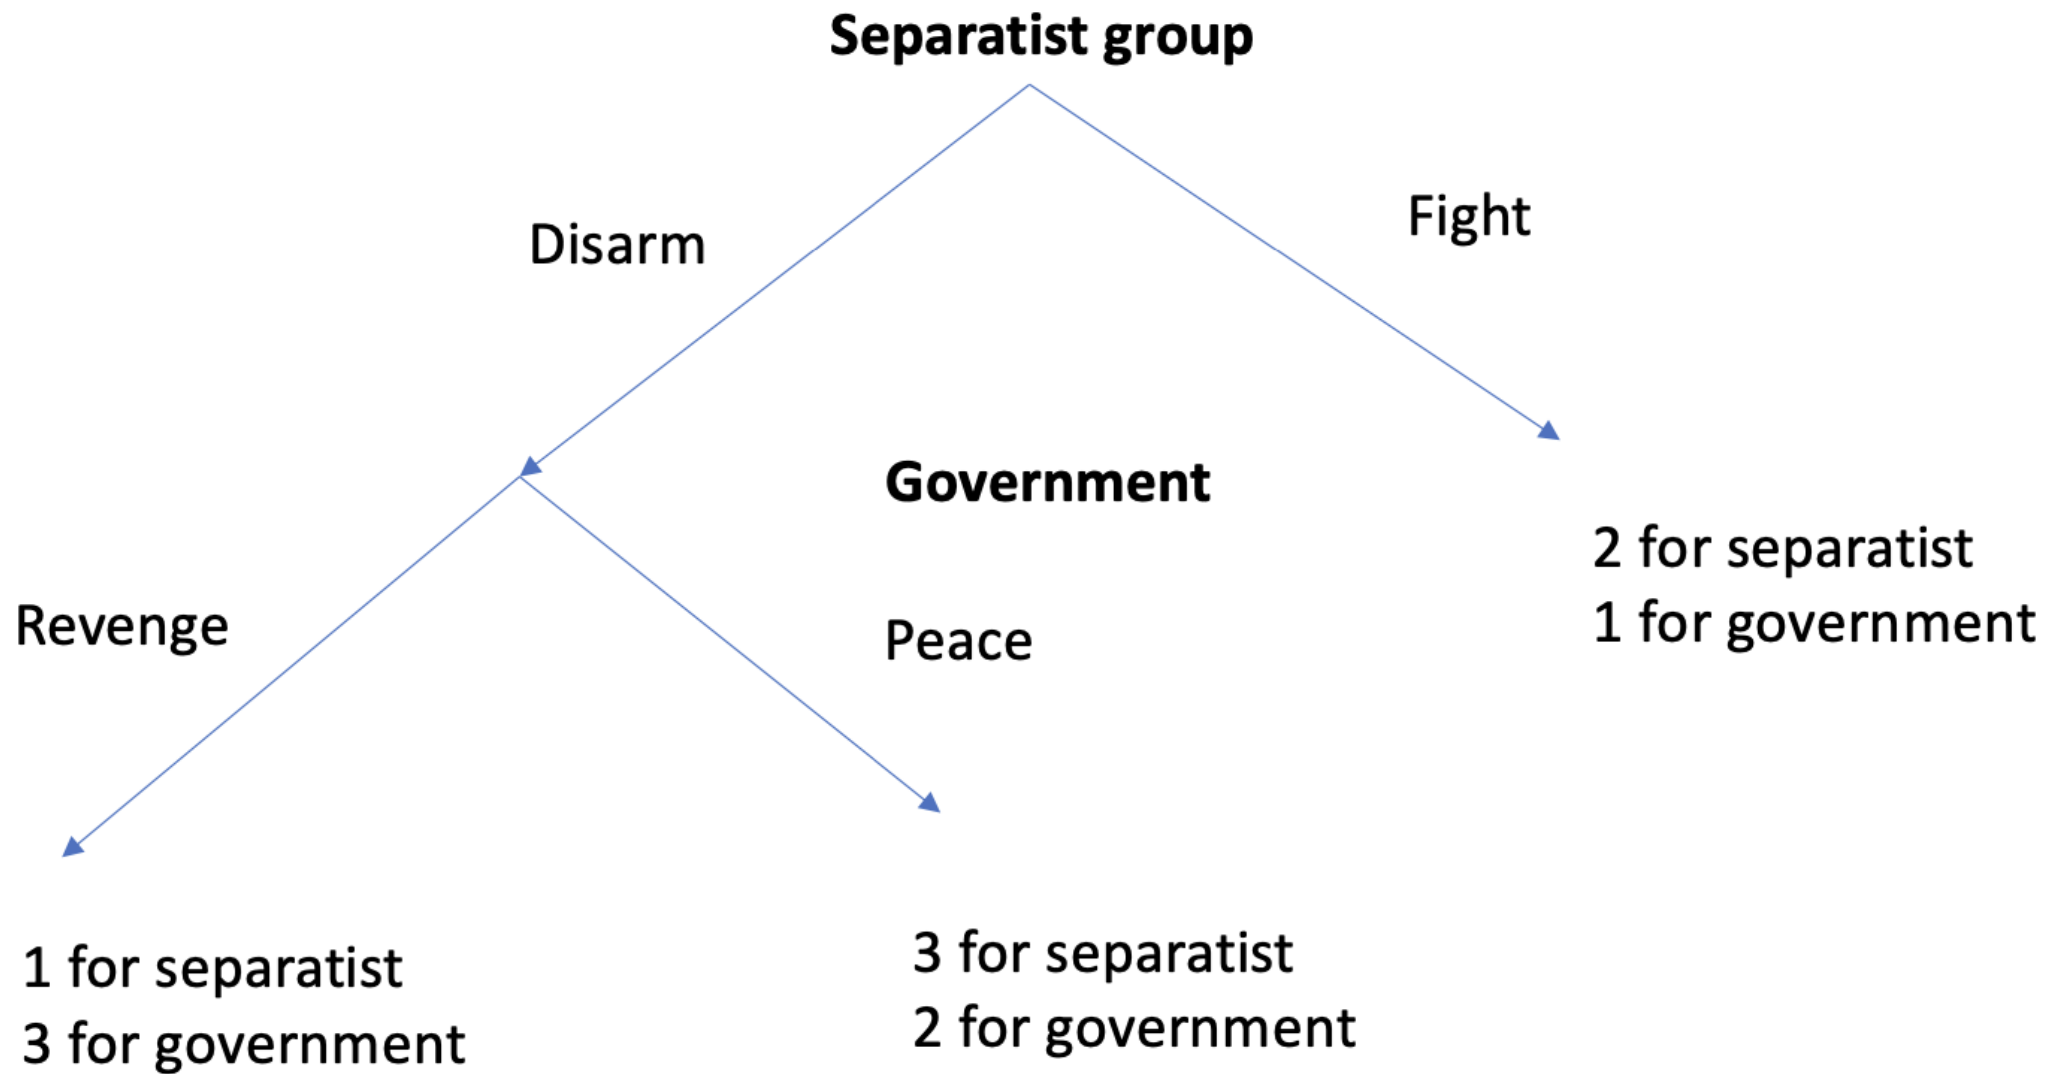 Separatist group
Disarm
Fight
Government
Revenge
Peace
2 for separatist
1 for government
1 for separatist
3 for government
3 for separatist
2 for government